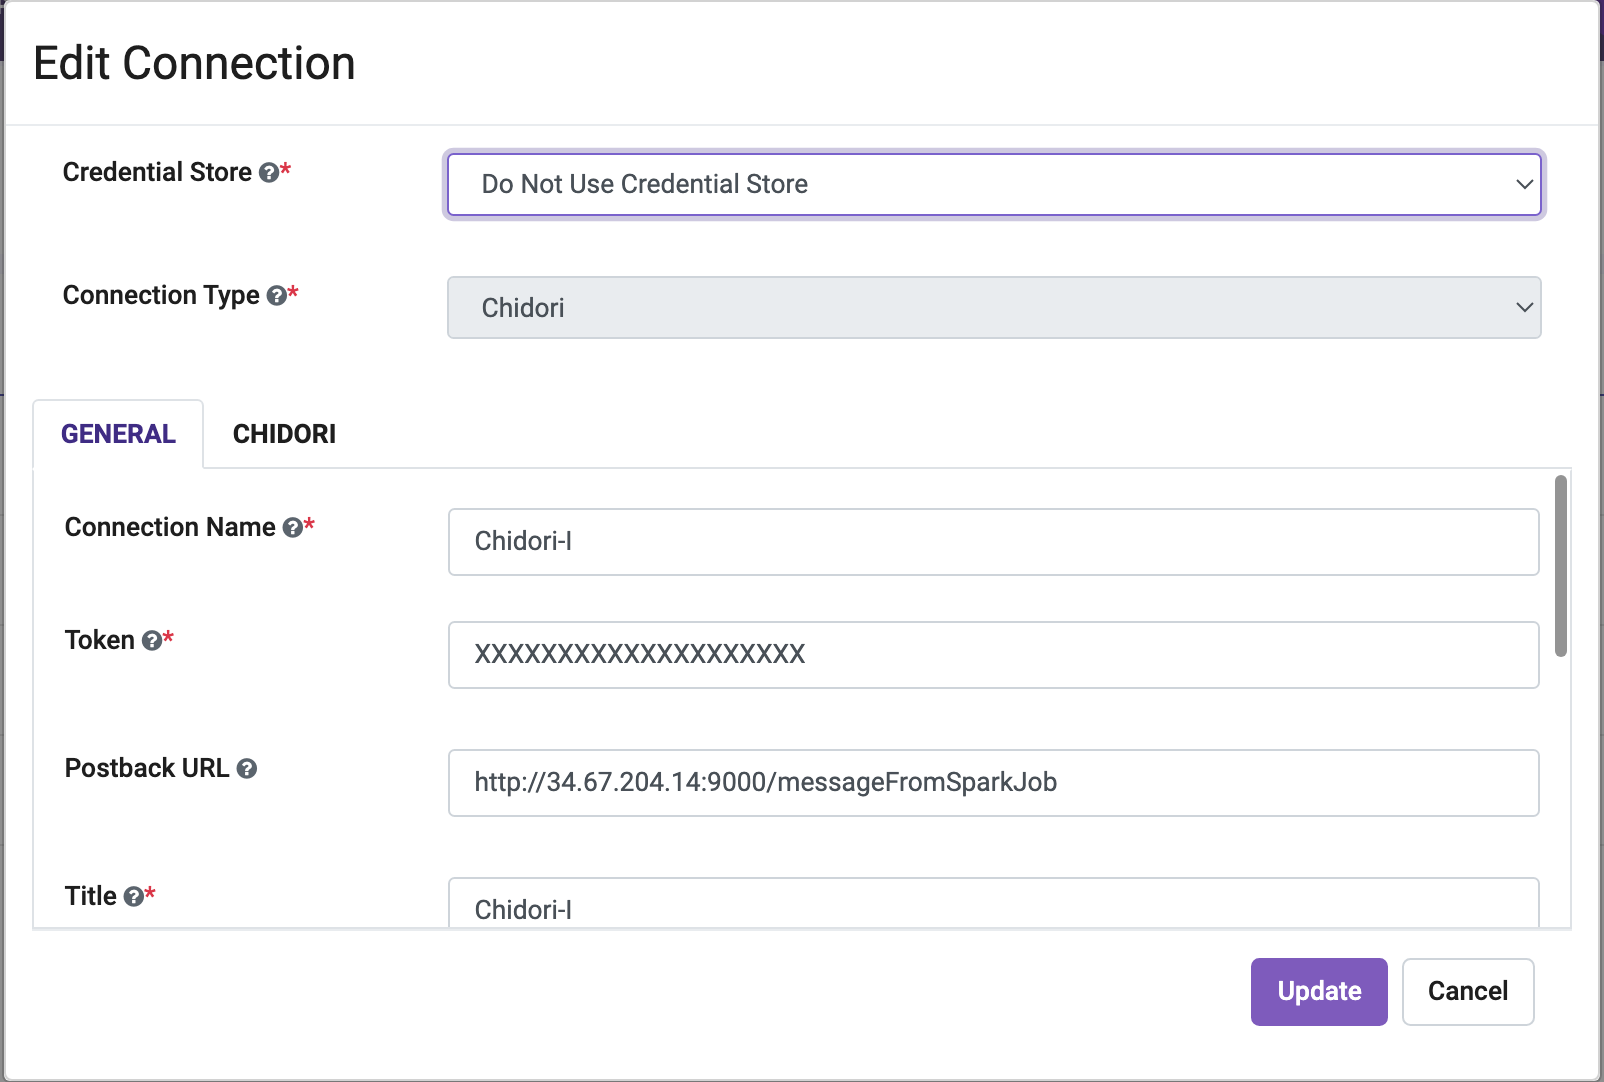 Edit Connection
Credential Store ?*
Do Not Use Credential Store
Connection Type ?*
Chidori
GENERAL
CHIDORI
Connection Name ?*
Chidori-I
Token ?*
XXXXXXXXXXXXXXXXXXXX
Postback URL ?
http://34.67.204.14:9000/messageFromSparkJob
Title ?*
Chidori-I
Update
Cancel